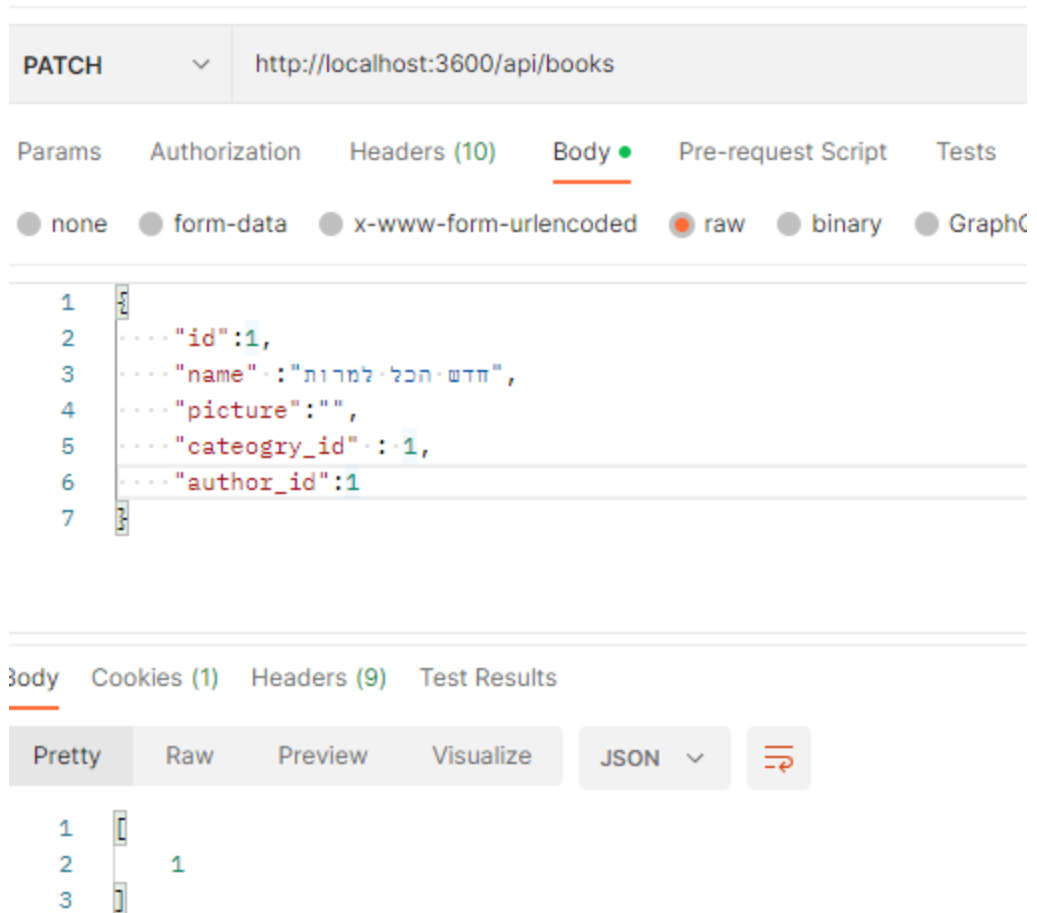 PATCH http://localhost:3600/api/books
Params Authorization Headers (10) Body Pre-request Script Tests
none form-data x-www-form-urlencoded raw binary
1 {
2 "id":1,
3 "name" :"חדש הכל למרות",
4 "picture":"",
5 "cateogry_id" : 1,
6 "author_id":1
7 }
Body Cookies (1) Headers (9) Test Results
Pretty Raw Preview Visualize JSON
1 [
2 1
3 ]